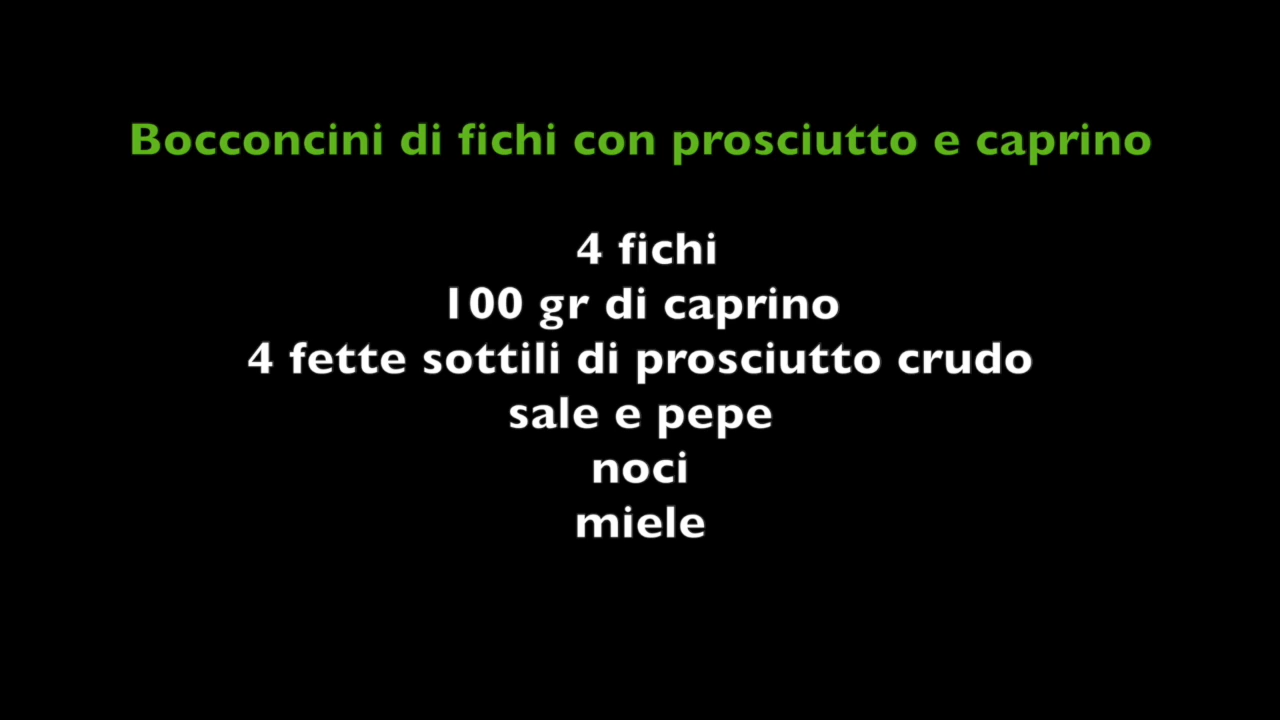 Bocconcini di fichi con prosciutto e caprino
4 fichi
100 gr di caprino
4 fette sottili di prosciutto crudo
sale e pepe
noci
miele